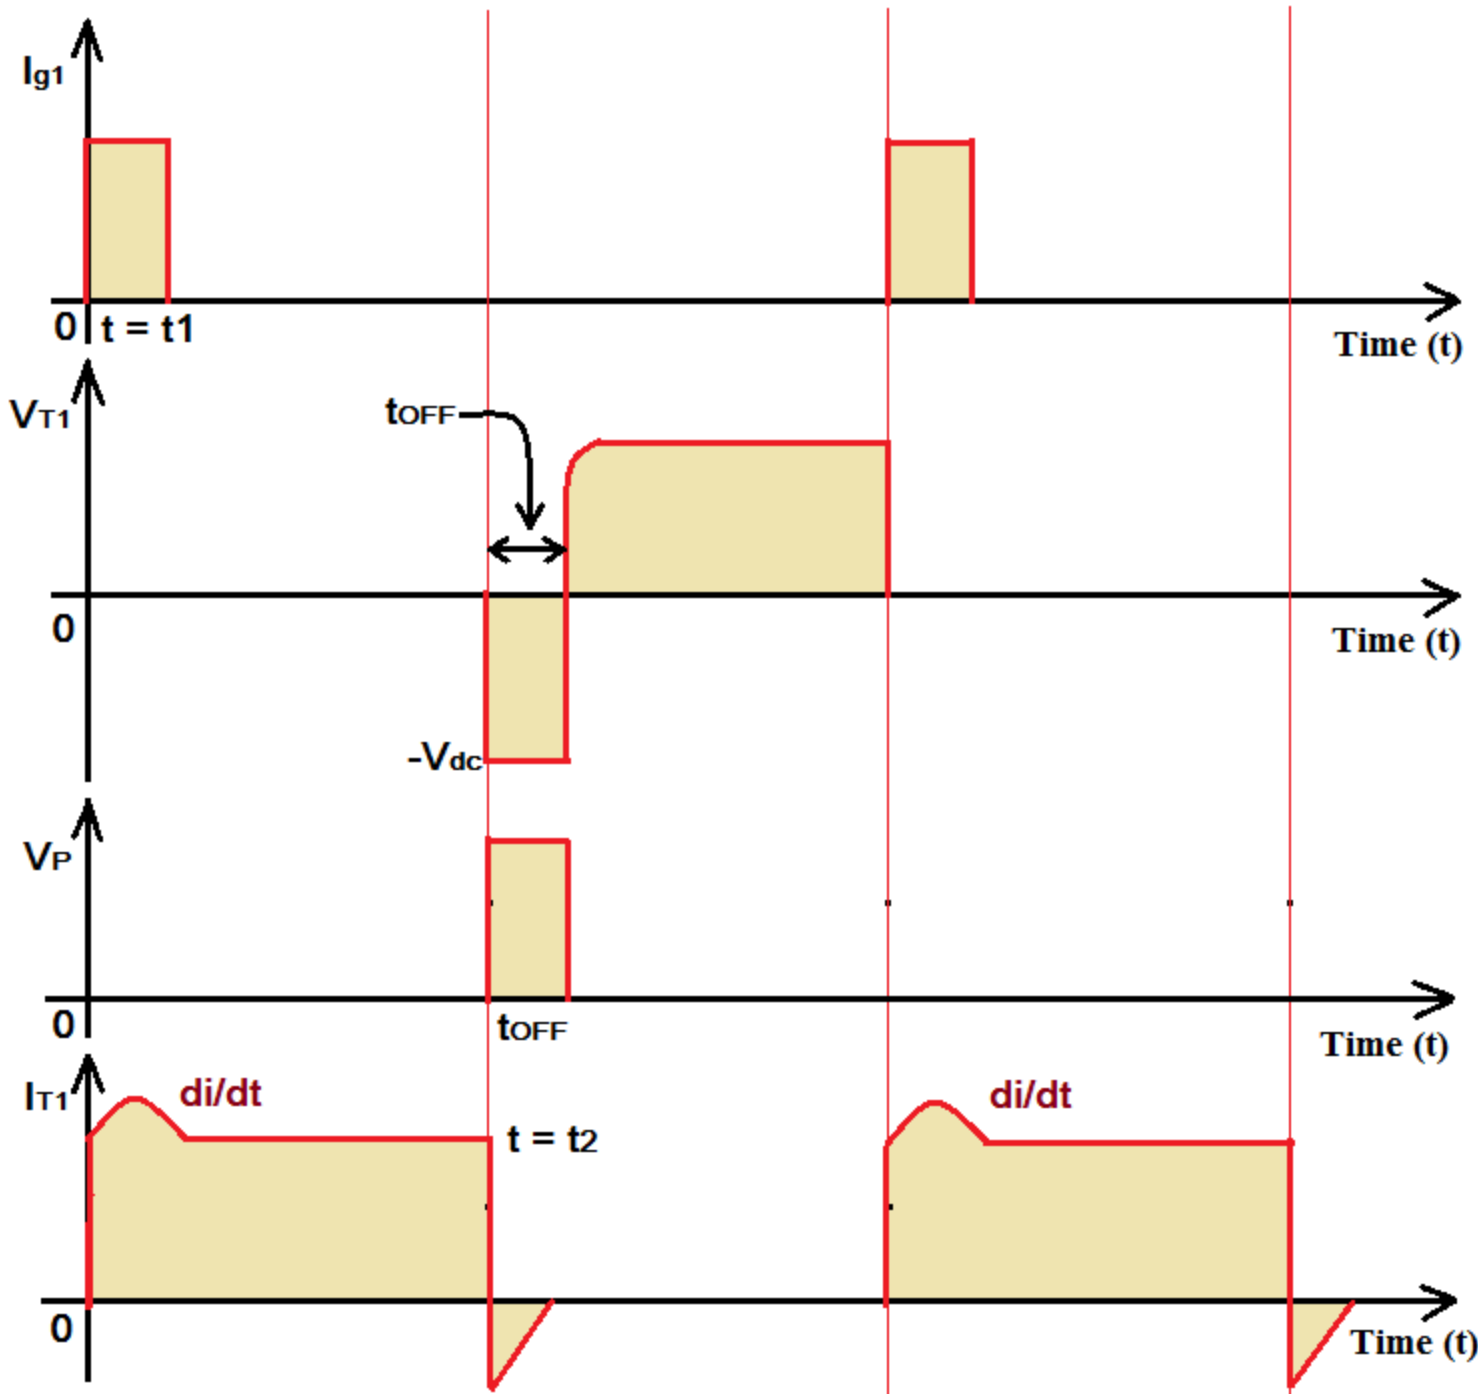 Ig1
0 t = t1
Time (t)
VT1
tOFF
0
Time (t)
-Vdc
VP
0
tOFF
Time (t)
IT1
di/dt
di/dt
t = t2
0
Time (t)